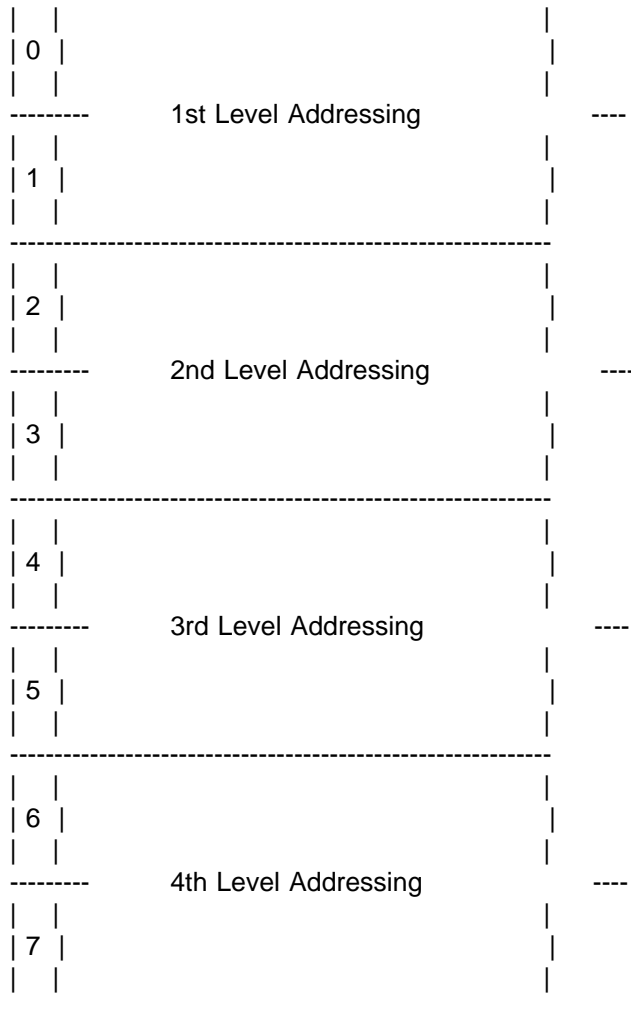 | | |
| 0 | |
| | |
--------- 1st Level Addressing ----
| | |
| 1 | |
| | |
------------------------------------------------------------
| | |
| 2 | |
| | |
--------- 2nd Level Addressing ----
| | |
| 3 | |
| | |
------------------------------------------------------------
| | |
| 4 | |
| | |
--------- 3rd Level Addressing ----
| | |
| 5 | |
| | |
------------------------------------------------------------
| | |
| 6 | |
| | |
--------- 4th Level Addressing ----
| | |
| 7 | |
| | |